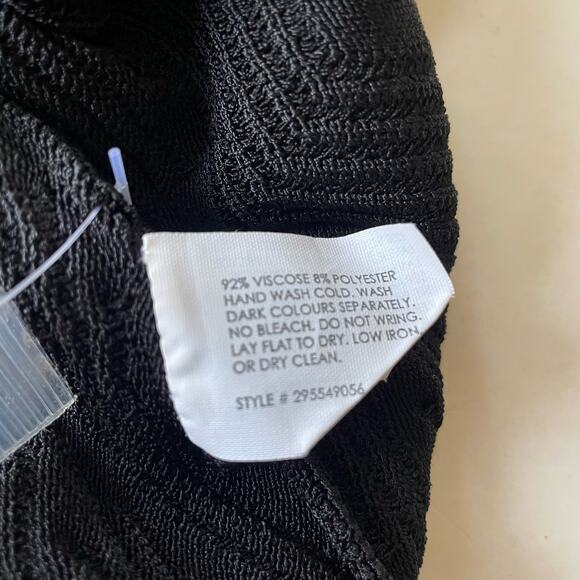 92% VISCOSE 8% POLYESTER
HAND WASH COLD. WASH
DARK COLOURS SEPARATELY.
NO BLEACH. DO NOT WRING.
LAY FLAT TO DRY. LOW IRON.
OR DRY CLEAN.
STYLE # 295549056